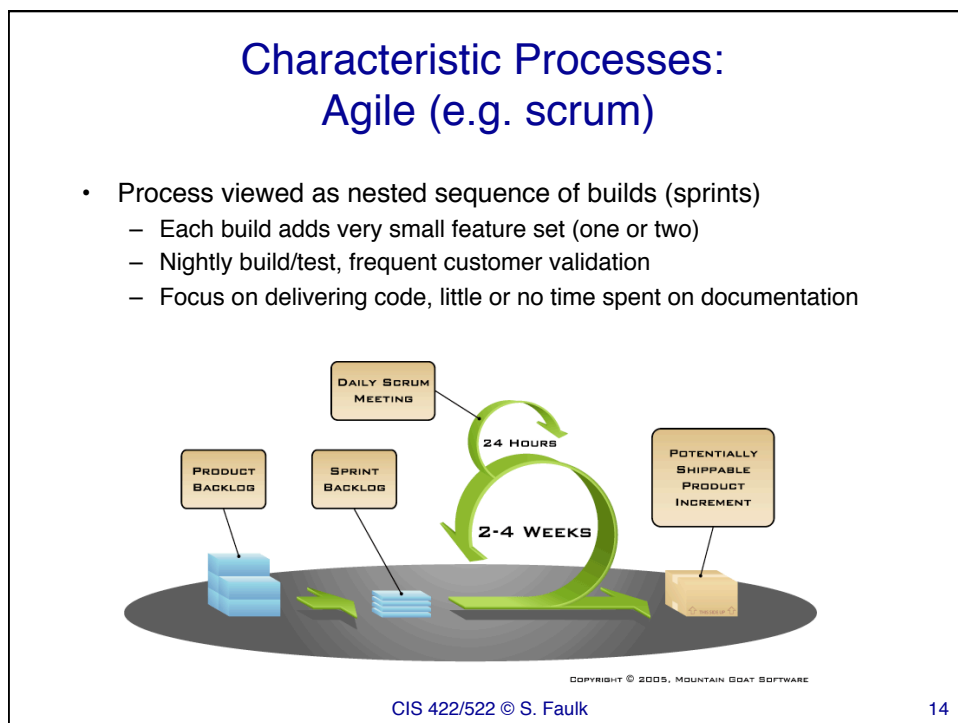 Characteristic Processes:
Agile (e.g. scrum)
• Process viewed as nested sequence of builds (sprints)
– Each build adds very small feature set (one or two)
– Nightly build/test, frequent customer validation
– Focus on delivering code, little or no time spent on documentation
DAILY SCRUM
MEETING
24 HOURS
PRODUCT
BACKLOG
SPRINT
BACKLOG
POTENTIALLY
SHIPPABLE
PRODUCT
INCREMENT
2-4 WEEKS
COPYRIGHT © 2005, MOUNTAIN GOAT SOFTWARE
CIS 422/522 © S. Faulk
14